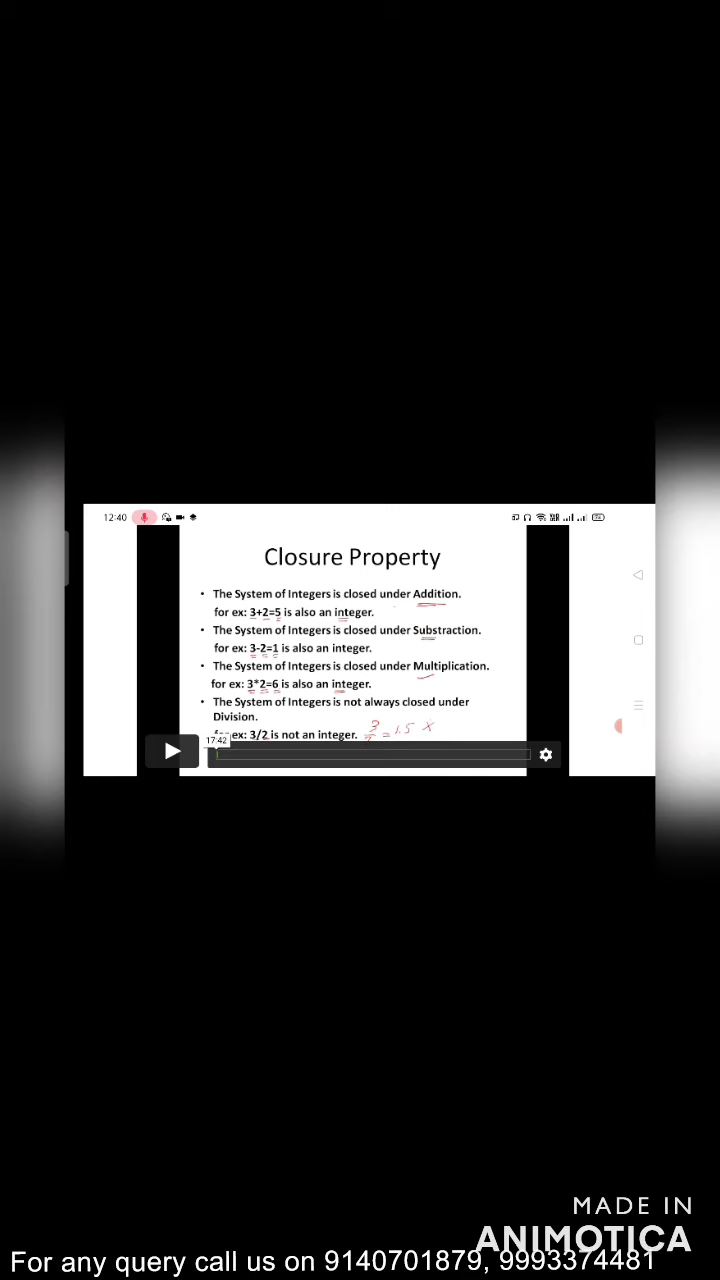 12:40
Closure Property
• The System of Integers is closed under Addition.
for ex: 3+2=5 is also an integer.
• The System of Integers is closed under Substraction.
for ex: 3-2=1 is also an integer.
• The System of Integers is closed under Multiplication.
for ex: 3*2=6 is also an integer.
• The System of Integers is not always closed under
Division.
ex: 3/2 is not an integer. 3/2 = 1.5 X
17:42
MADE IN
ANIMOTICA
For any query call us on 9140701879, 9993374481